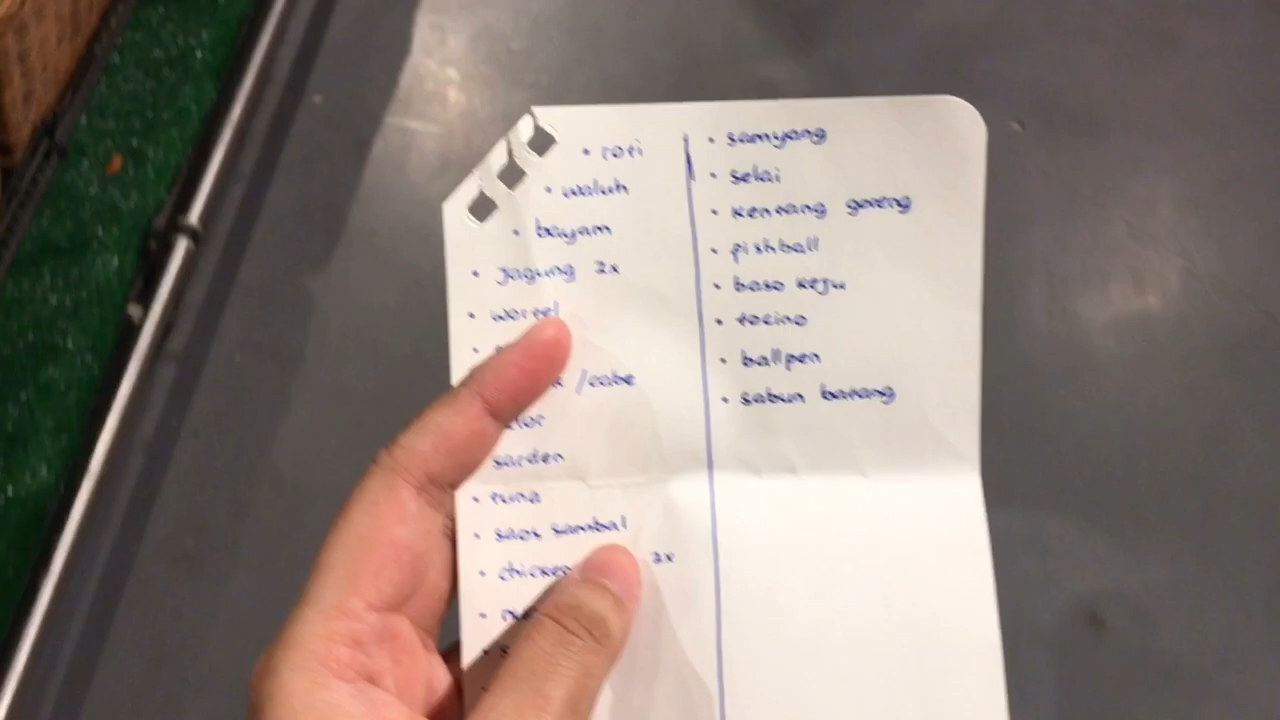 • roti
• waluh
• bayam
• jagung 2x
• wortel
/cabe
sarden
• tuna
• saos sambal
• chicken 2x
• samyang
• selai
• kentang goreng
• fishball
• baso keju
• tocino
• ballpen
• sabun batang